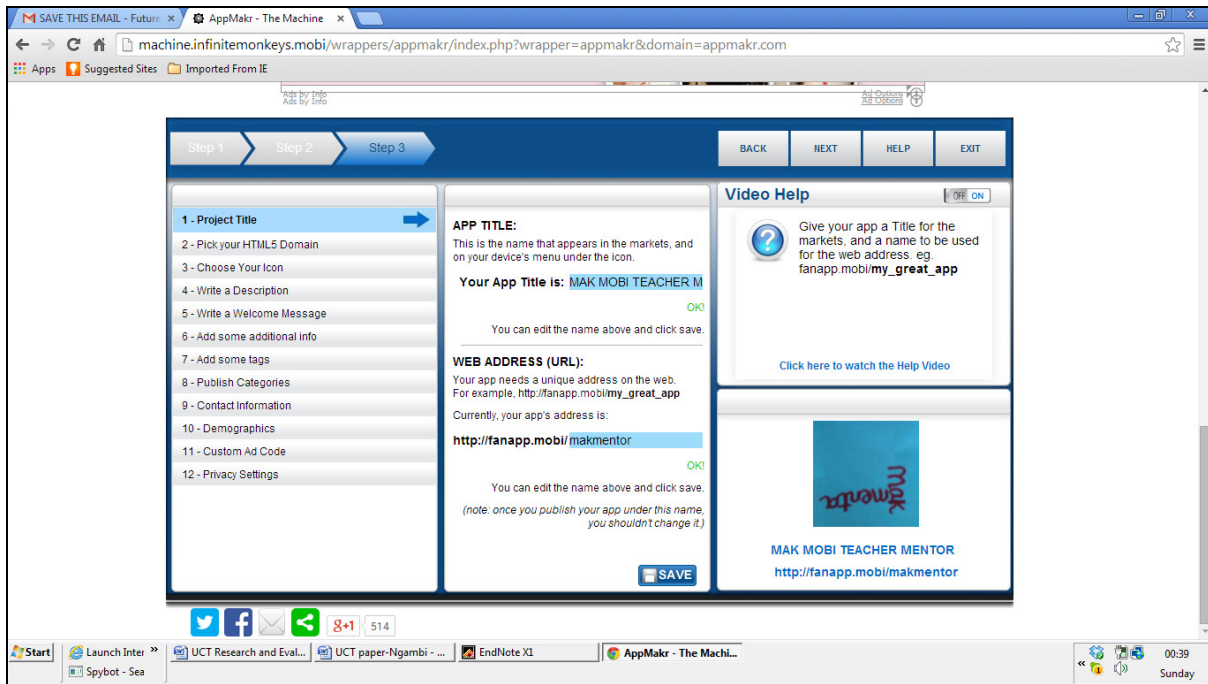 SAVE THIS EMAIL - Future
AppMakr - The Machine
machine.infinitemonkeys.mobi/wrappers/appmakr/index.php?wrapper=appmakr&domain=appmakr.com
Apps Suggested Sites Imported From IE
Ads by Info
Ads by Info
Ad Options
Ad Options
Step 1 Step 2 Step 3
BACK NEXT HELP EXIT
1 - Project Title
2 - Pick your HTML5 Domain
3 - Choose Your Icon
4 - Write a Description
5 - Write a Welcome Message
6 - Add some additional info
7 - Add some tags
8 - Publish Categories
9 - Contact Information
10 - Demographics
11 - Custom Ad Code
12 - Privacy Settings
APP TITLE:
This is the name that appears in the markets, and
on your device's menu under the icon.
Your App Title is: MAK MOBI TEACHER M
OK!
You can edit the name above and click save.
WEB ADDRESS (URL):
Your app needs a unique address on the web.
For example, http://fanapp.mobi/my_great_app
Currently, your app's address is:
http://fanapp.mobi/makmentor
OK!
You can edit the name above and click save.
(note: once you publish your app under this name,
you shouldn't change it.)
SAVE
Video Help
OFF ON
Give your app a Title for the
markets, and a name to be used
for the web address. eg.
fanapp.mobi/my_great_app
Click here to watch the Help Video
mak
menta
MAK MOBI TEACHER MENTOR
http://fanapp.mobi/makmentor
g+1 514
Start
Launch Inter »
Spybot - Sea
UCT Research and Eval...
UCT paper-Ngambi - ...
EndNote X1
AppMakr - The Machi...
«
00:39
Sunday